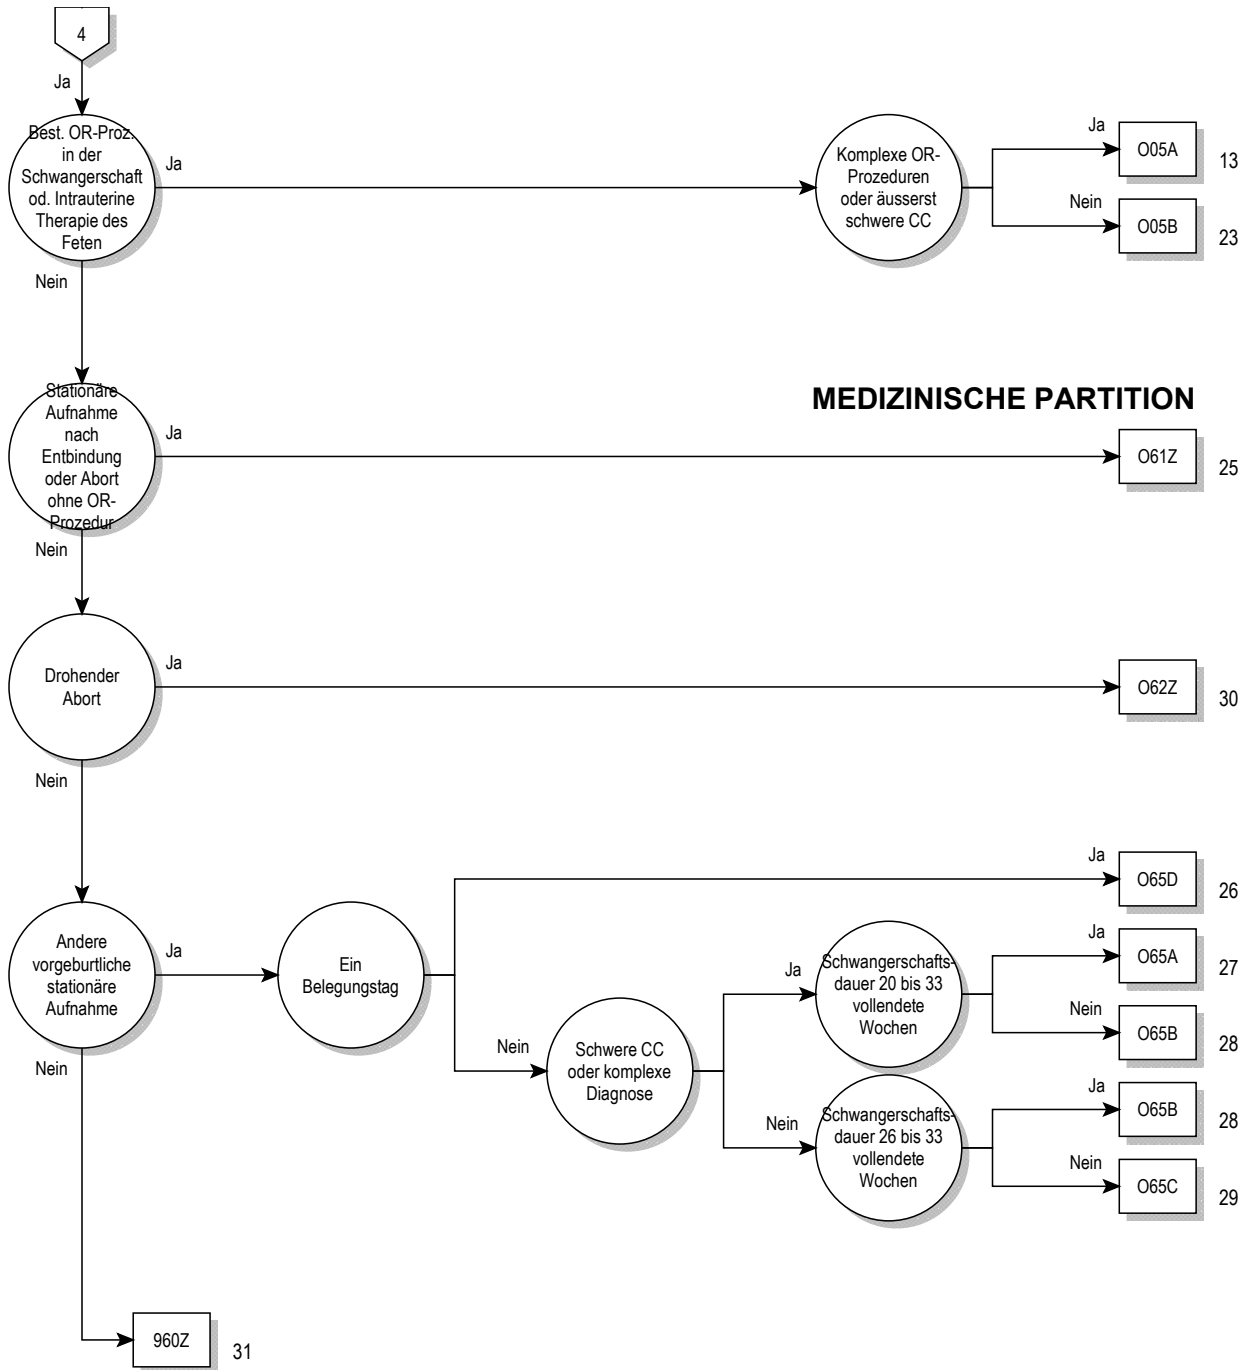 4
Ja
Best. OR-Proz.
in der
Schwangerschaft
od. Intrauterine
Therapie des
Feten
Ja
Komplexe OR-
Prozeduren
oder äusserst
schwere CC
Ja
O05A
13
Nein
O05B
23
Nein
MEDIZINISCHE PARTITION
Stationäre
Aufnahme
nach
Entbindung
oder Abort
ohne OR-
Prozedur
Ja
O61Z
25
Nein
Drohender
Abort
Ja
O62Z
30
Nein
Andere
vorgeburtliche
stationäre
Aufnahme
Ja
Ein
Belegungstag
Ja
O65D
26
Nein
Schwere CC
oder komplexe
Diagnose
Ja
Schwangerschafts-
dauer 20 bis 33
vollendete
Wochen
Ja
O65A
27
Nein
O65B
28
Nein
Schwangerschafts-
dauer 26 bis 33
vollendete
Wochen
Ja
O65B
28
Nein
O65C
29
Nein
960Z
31